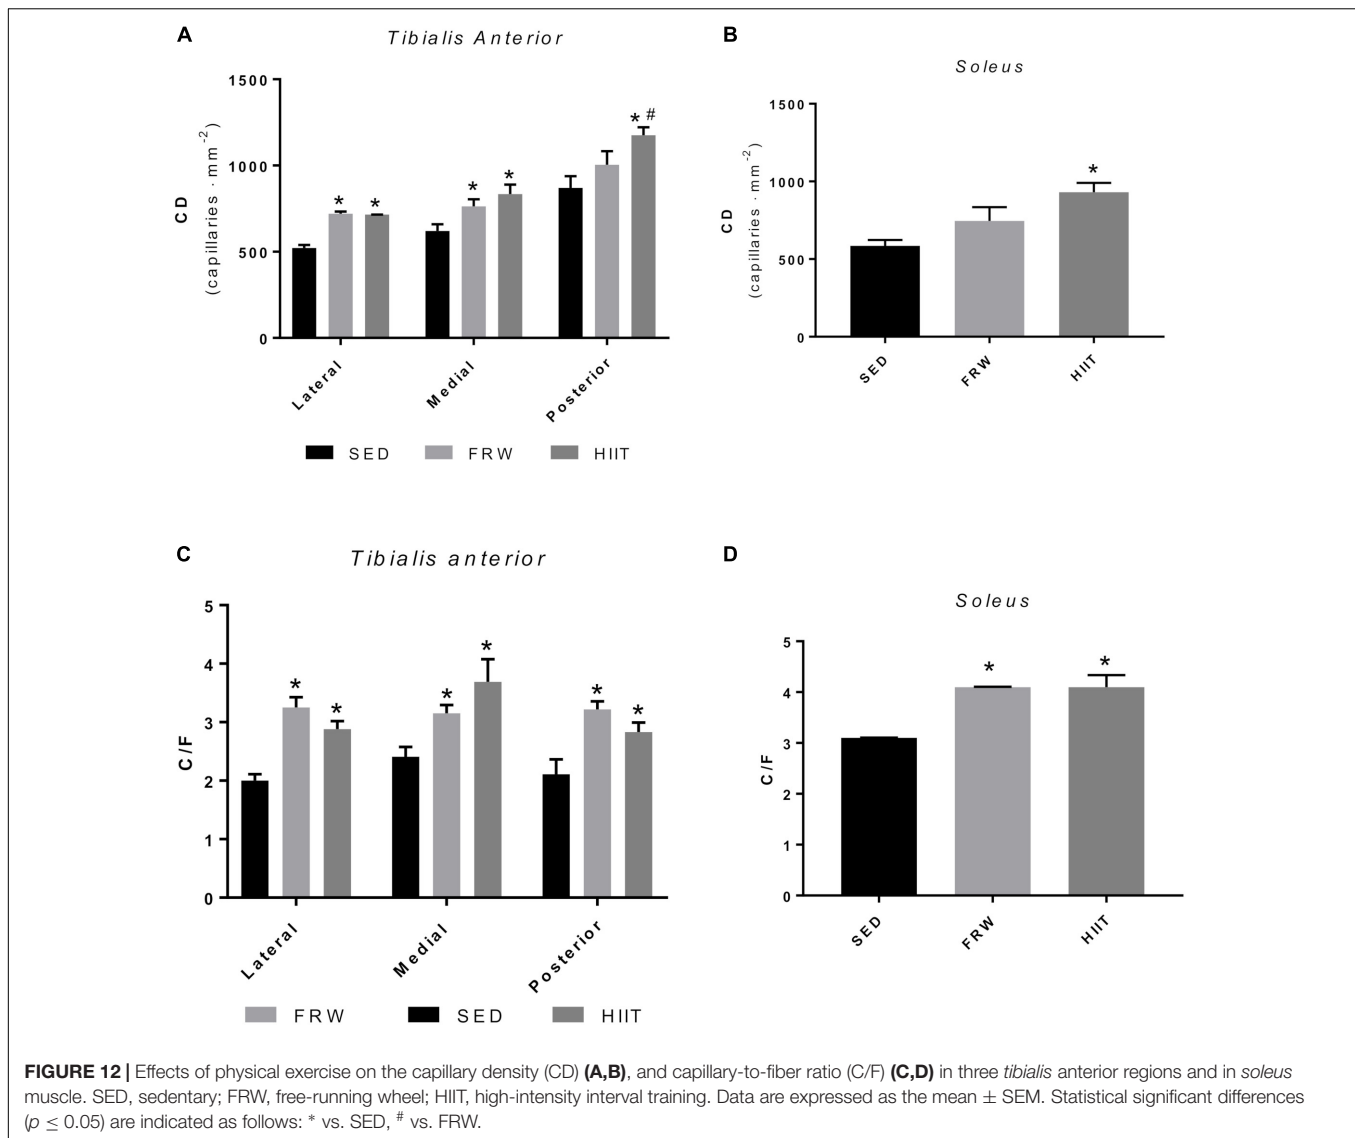 A
Tibialis Anterior
CD
(capillaries · mm⁻²)
1500
1000
500
0
* * * * * #
Lateral Medial Posterior
SED FRW HIIT
B
Soleus
CD
(capillaries · mm⁻²)
1500
1000
500
0
*
SED FRW HIIT
C
Tibialis anterior
C/F
5
4
3
2
1
0
* * * * * *
Lateral Medial Posterior
FRW SED HIIT
D
Soleus
C/F
5
4
3
2
1
0
* *
SED FRW HIIT
FIGURE 12 | Effects of physical exercise on the capillary density (CD) (A,B), and capillary-to-fiber ratio (C/F) (C,D) in three tibialis anterior regions and in soleus
muscle. SED, sedentary; FRW, free-running wheel; HIIT, high-intensity interval training. Data are expressed as the mean ± SEM. Statistical significant differences
(p ≤ 0.05) are indicated as follows: * vs. SED, # vs. FRW.